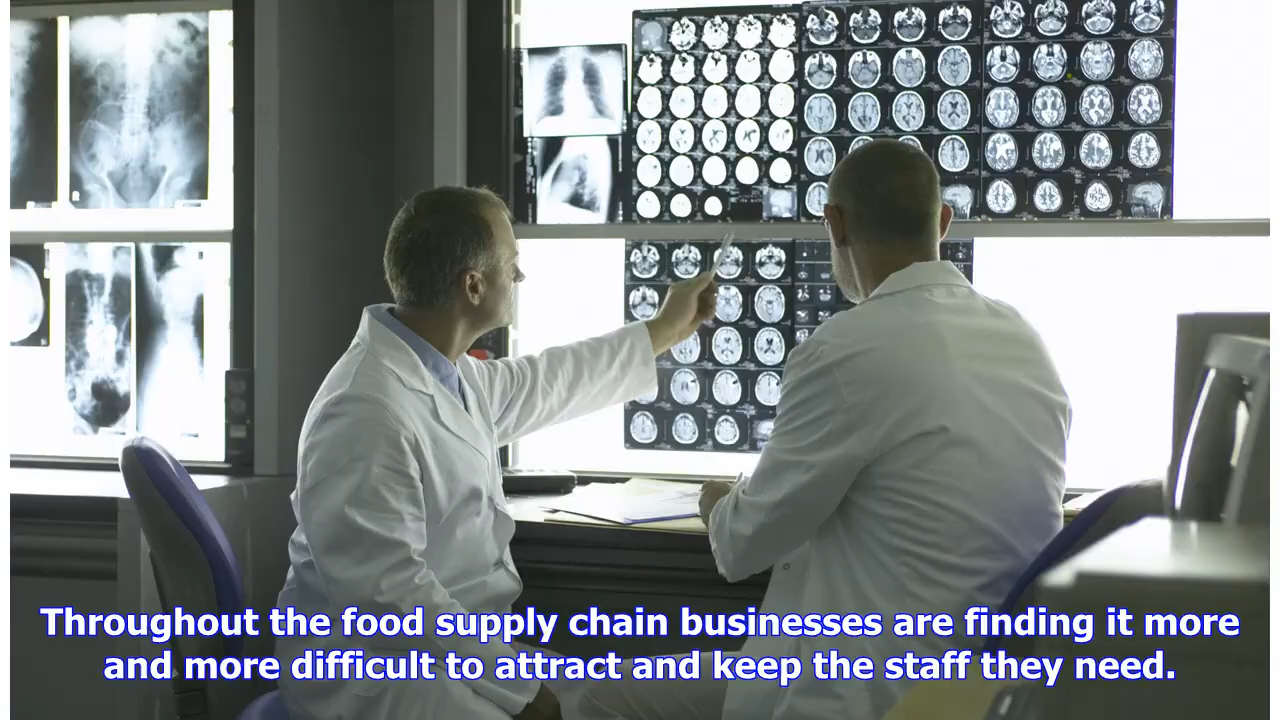 Throughout the food supply chain businesses are finding it more
and more difficult to attract and keep the staff they need.